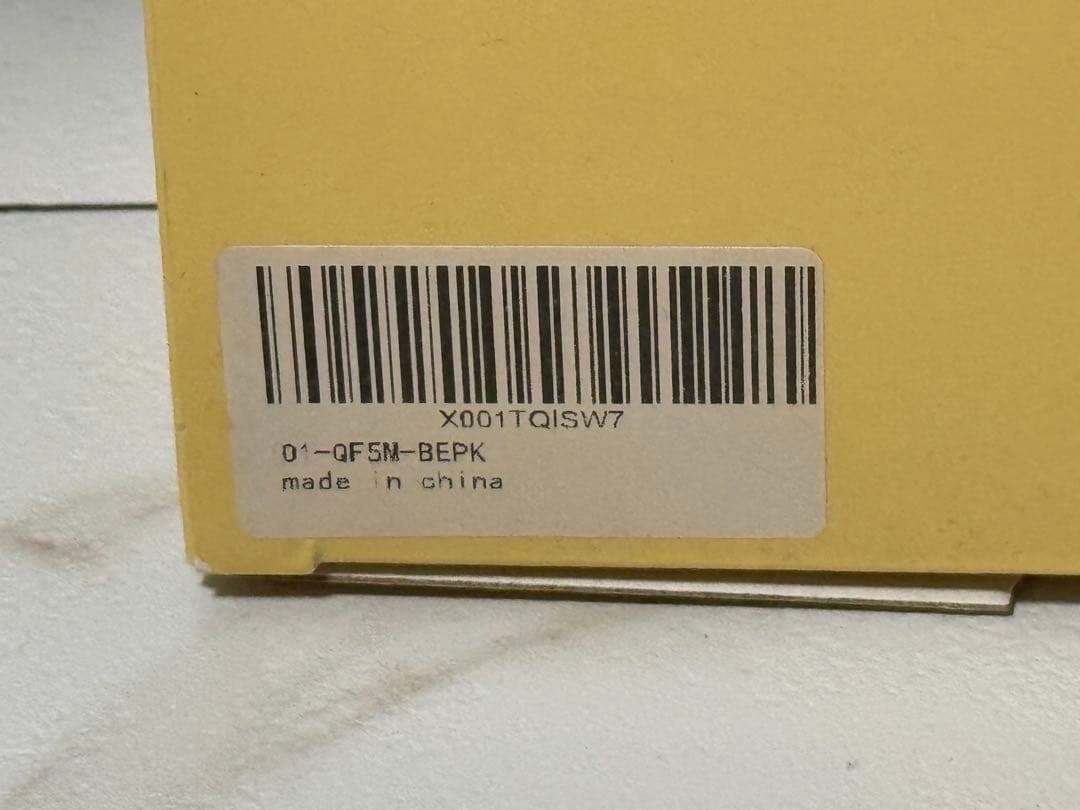 X001TQISW7
01-QF5M-BEPK
made in china